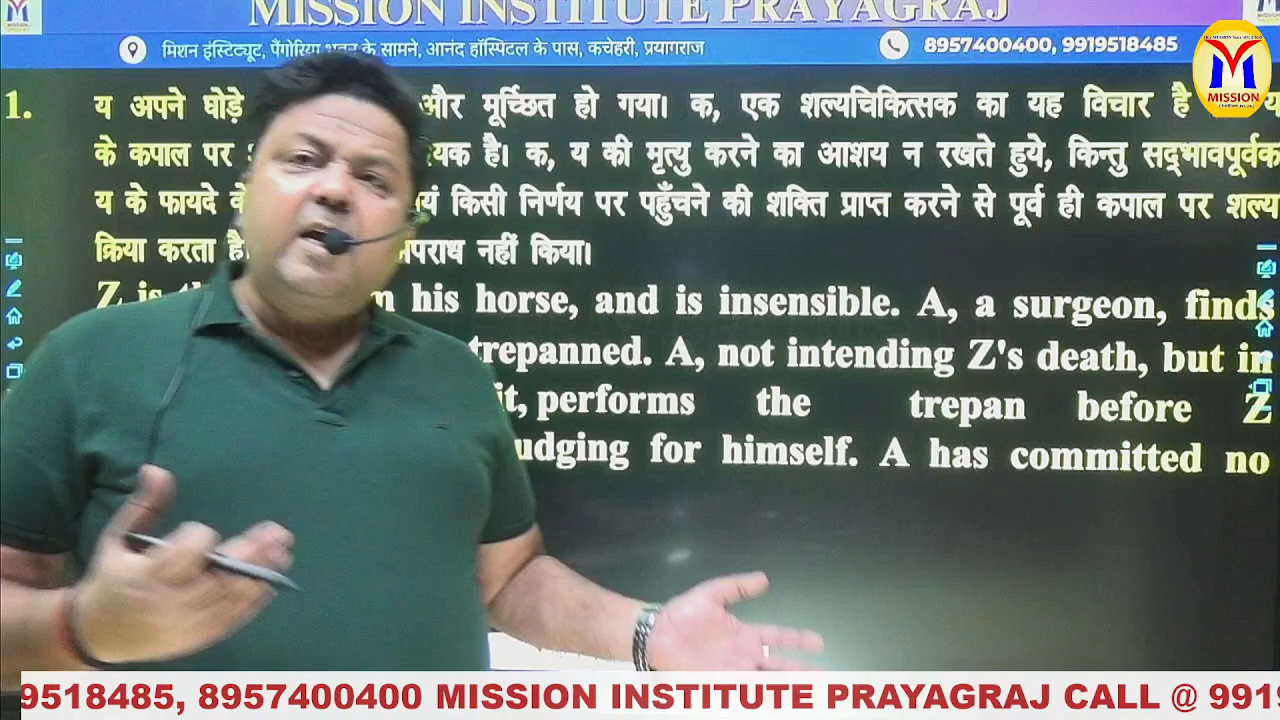 MISSION INSTITUTE PRAYAGRAJ
मिशन इंस्टिट्यूट, पैंगोरिया भवन के सामने, आनंद हॉस्पिटल के पास, कचेहरी, प्रयागराज
8957400400, 9919518485
MISSION
1. य अपने घोड़े और मूर्च्छित हो गया। क, एक शल्यचिकित्सक का यह विचार है
के कपाल पर है। क, य की मृत्यु करने का आशय न रखते हुये, किन्तु सद्भावपूर्वक
य के फायदे किसी निर्णय पर पहुँचने की शक्ति प्राप्त करने से पूर्व ही कपाल पर शल्य
क्रिया करता है। नहीं किया।
Z is his horse, and is insensible. A, a surgeon, finds
trepanned. A, not intending Z's death, but in
performs the trepan before Z
for himself. A has committed no
9518485, 8957400400 MISSION INSTITUTE PRAYAGRAJ CALL @ 991